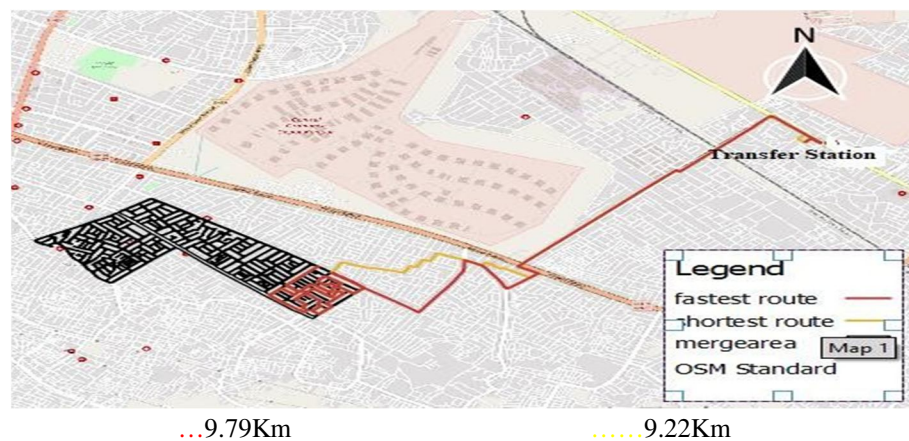 N
Transfer Station
Legend
fastest route
shortest route
mergearea
Map 1
OSM Standard
...9.79Km
......9.22Km